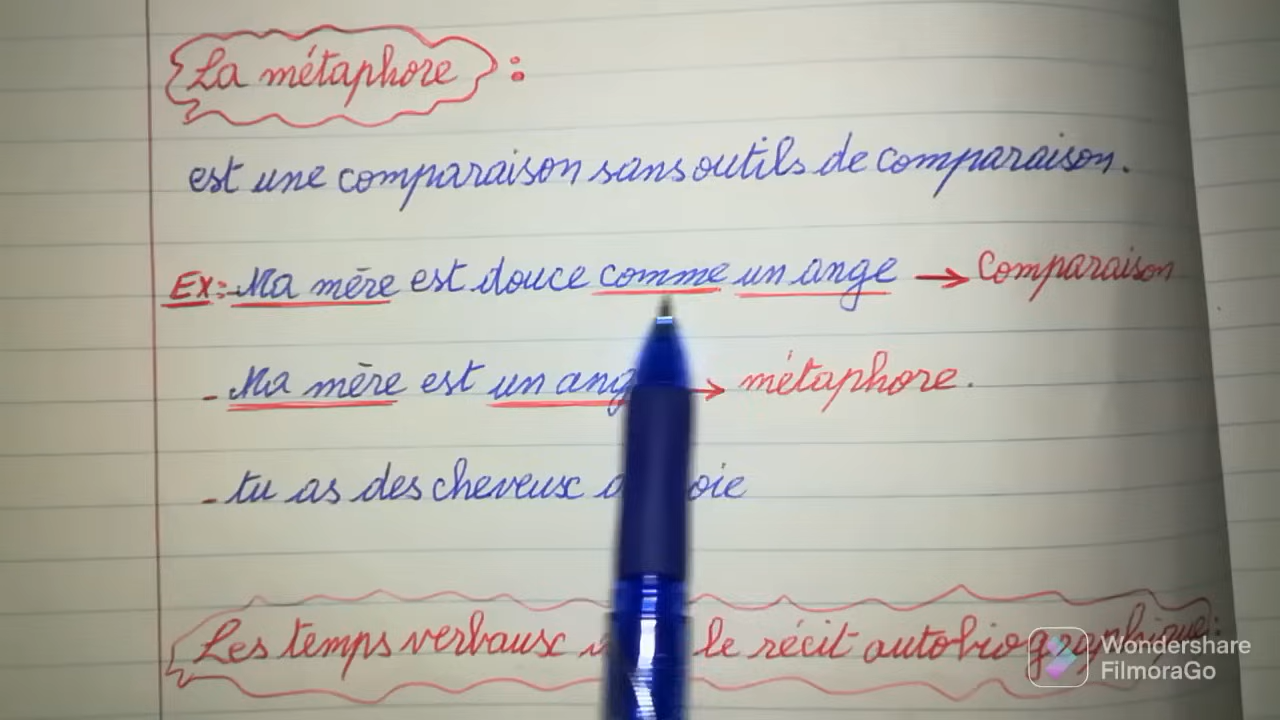 La métaphore :
est une comparaison sans outils de comparaison.
Ex: Ma mère est douce comme un ange → Comparaison
- Ma mère est un ang → métaphore.
- tu as des cheveux oie
Les temps verbaux le récit autobiographique :
Wondershare
FilmoraGo